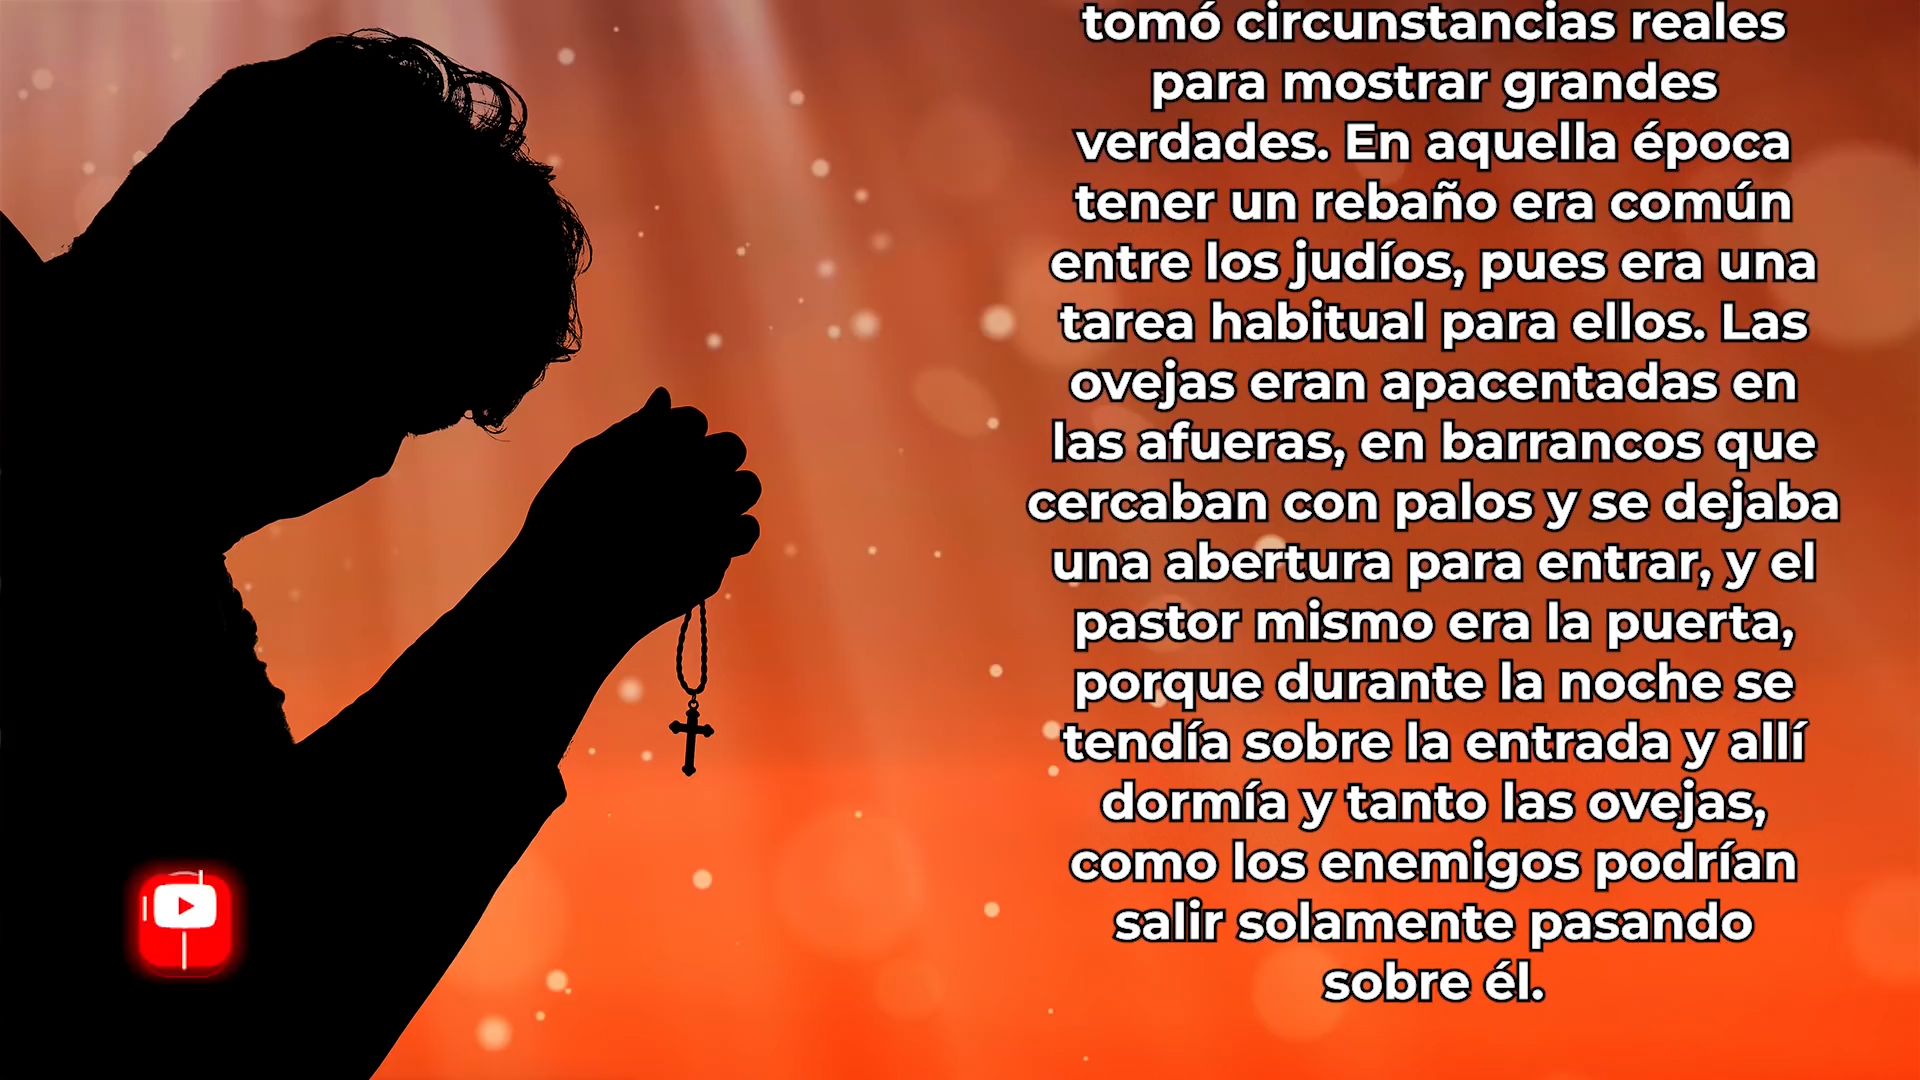 tomó circunstancias reales
para mostrar grandes
verdades. En aquella época
tener un rebaño era común
entre los judíos, pues era una
tarea habitual para ellos. Las
ovejas eran apacentadas en
las afueras, en barrancos que
cercaban con palos y se dejaba
una abertura para entrar, y el
pastor mismo era la puerta,
porque durante la noche se
tendía sobre la entrada y allí
dormía y tanto las ovejas,
como los enemigos podrían
salir solamente pasando
sobre él.